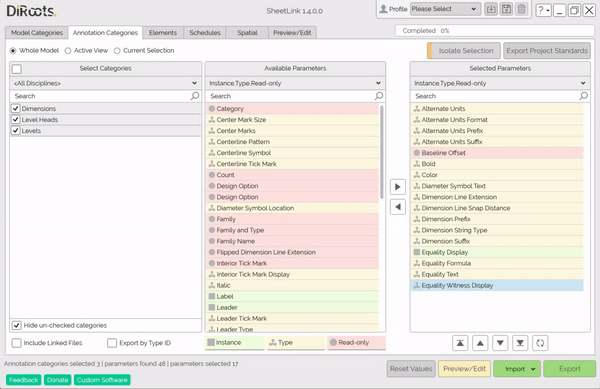 DiRoots
SheetLink 1.4.0.0
Profile Please Select
? -
Model Categories Annotation Categories Elements Schedules Spatial Preview/Edit
Completed 0%
Whole Model Active View Current Selection
Isolate Selection Export Project Standards
Select Categories
<All Disciplines>
Search
Dimensions
Level Heads
Levels
Hide un-checked categories
Include Linked Files Export by Type ID
Available Parameters
Instance,Type,Read-only
Search
Category
Center Mark Size
Center Marks
Centerline Pattern
Centerline Symbol
Centerline Tick Mark
Count
Design Option
Design Option
Diameter Symbol Location
Family
Family and Type
Family Name
Flipped Dimension Line Extension
Interior Tick Mark
Interior Tick Mark Display
Italic
Label
Leader
Leader Tick Mark
Leader Type
Instance Type Read-only
Selected Parameters
Instance,Type,Read-only
Search
Alternate Units
Alternate Units Format
Alternate Units Prefix
Alternate Units Suffix
Baseline Offset
Bold
Color
Diameter Symbol Text
Dimension Line Extension
Dimension Line Snap Distance
Dimension Prefix
Dimension String Type
Dimension Suffix
Equality Display
Equality Formula
Equality Text
Equality Witness Display
Annotation categories selected 3 | parameters found 48 | parameters selected 17
Feedback Donate Custom Software
Reset Values Preview/Edit Import Export